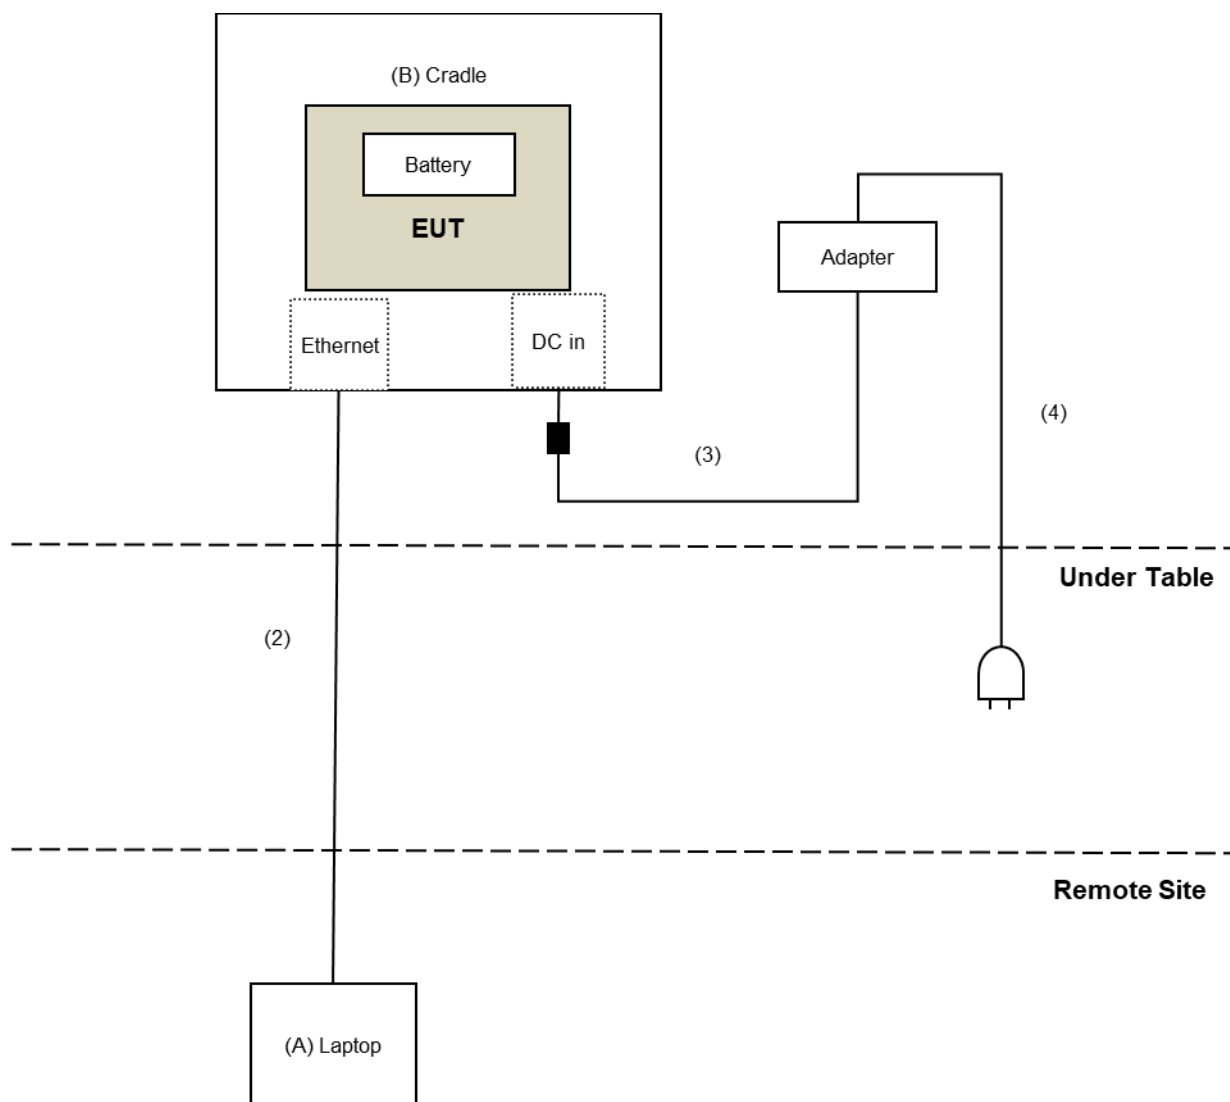 (B) Cradle
Battery
EUT
Adapter
Ethernet
DC in
(4)
(3)
Under Table
(2)
Remote Site
(A) Laptop